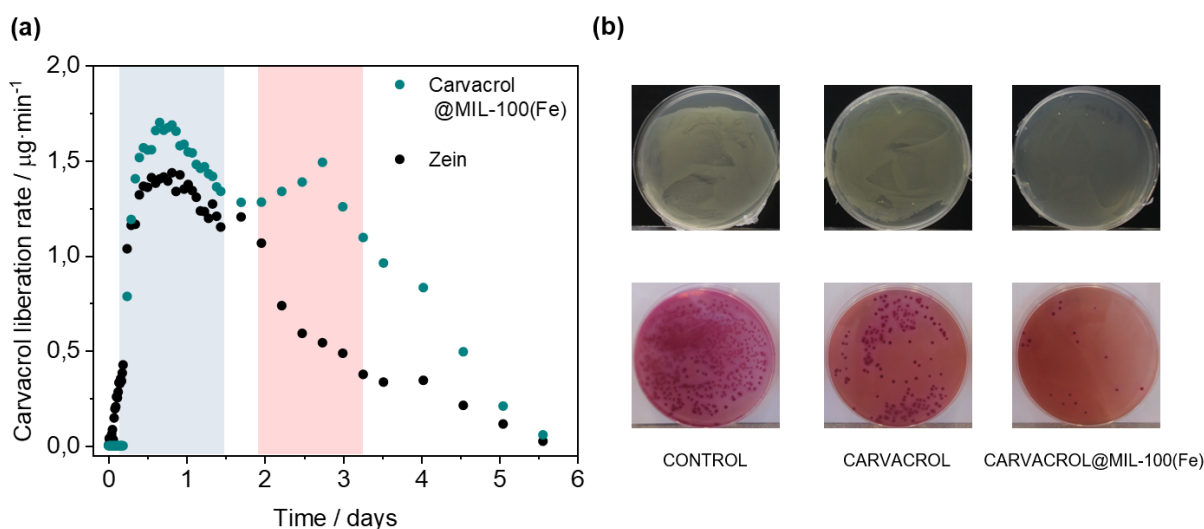 (a)
(b)
Carvacrol liberation rate / μg·min⁻¹
2,0
1,5
1,0
0,5
0,0
Carvacrol
@MIL-100(Fe)
Zein
0 1 2 3 4 5 6
Time / days
CONTROL
CARVACROL
CARVACROL@MIL-100(Fe)